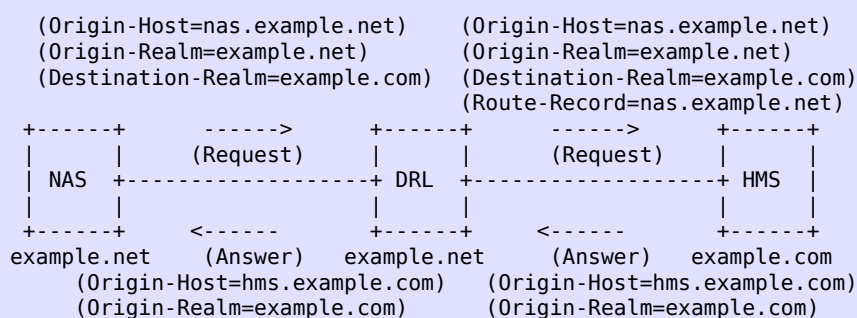 (Origin-Host=nas.example.net) (Origin-Host=nas.example.net)
(Origin-Realm=example.net) (Origin-Realm=example.net)
(Destination-Realm=example.com) (Destination-Realm=example.com)
(Route-Record=nas.example.net)
+------+ ------> +------+ ------> +------+
| | (Request) | | (Request) | |
| NAS +-------------------+ DRL +-------------------+ HMS |
| | | | | |
+------+ <------ +------+ <------ +------+
example.net (Answer) example.net (Answer) example.com
(Origin-Host=hms.example.com) (Origin-Host=hms.example.com)
(Origin-Realm=example.com) (Origin-Realm=example.com)